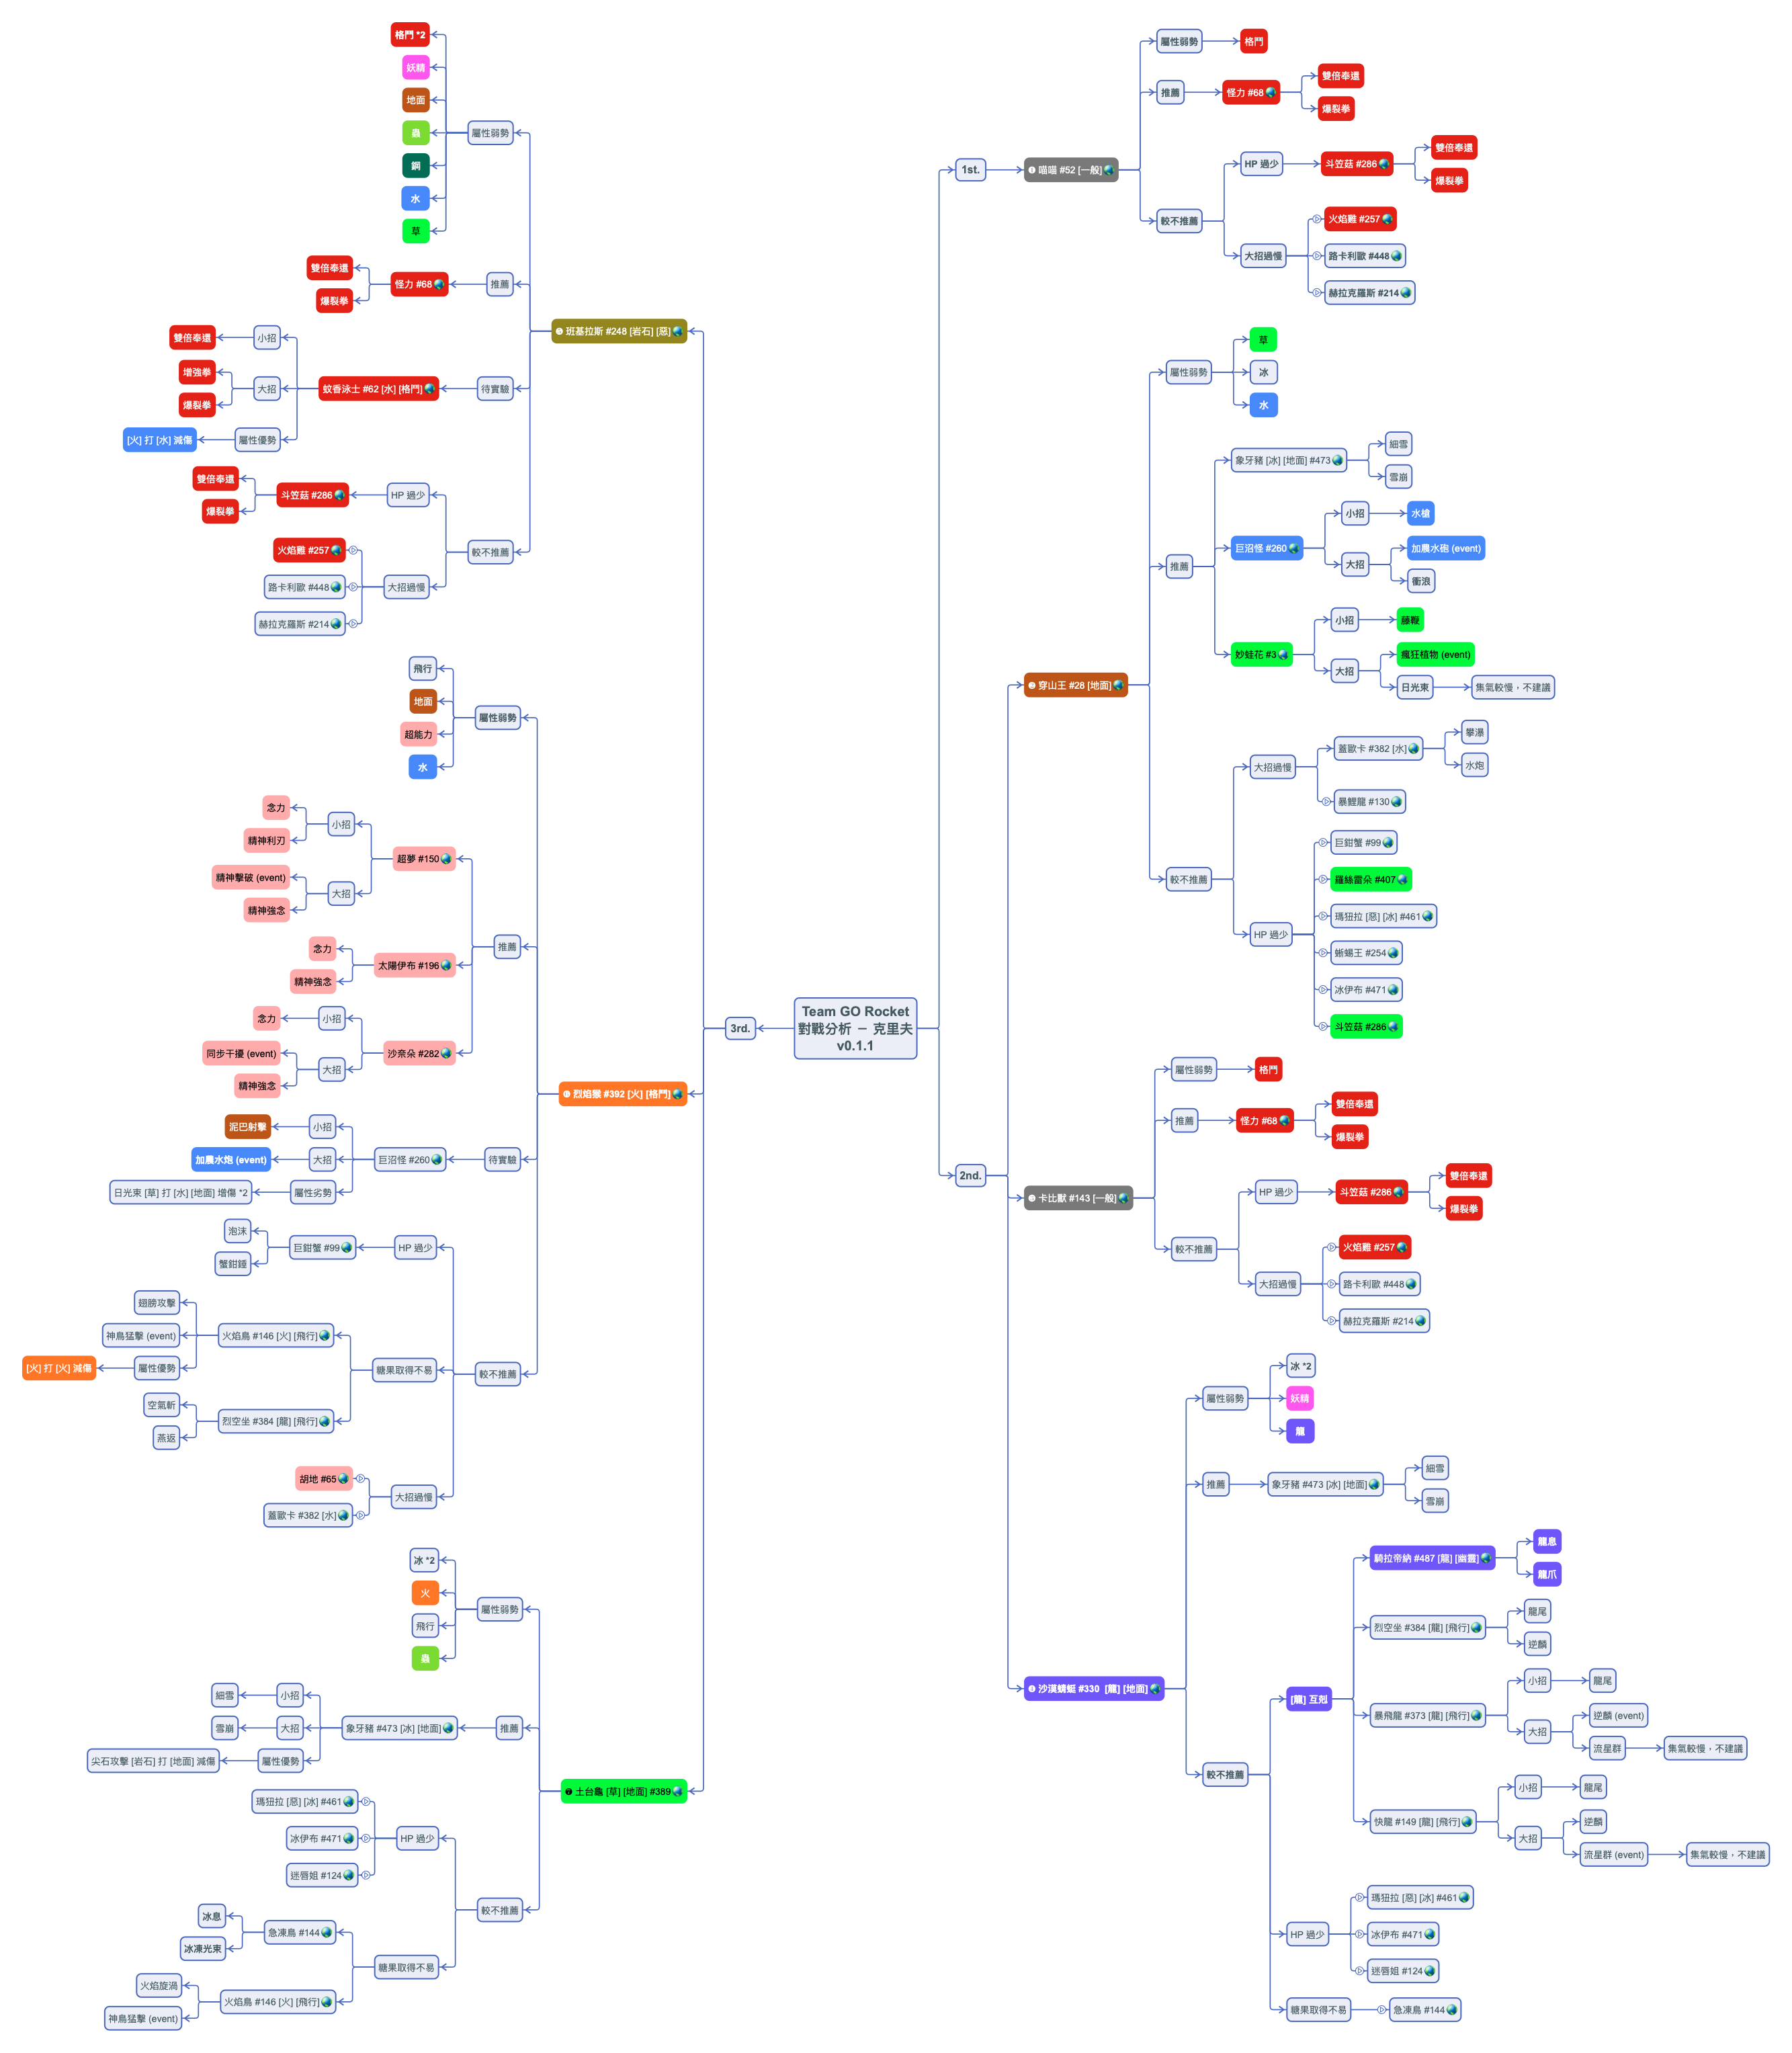 Team GO Rocket
對戰分析 － 克里夫
v0.1.1
1st.
❶ 喵喵 #52 [一般]
屬性弱勢
格鬥
推薦
怪力 #68
雙倍奉還
爆裂拳
較不推薦
HP 過少
斗笠菇 #286
雙倍奉還
爆裂拳
大招過慢
火焰雞 #257
路卡利歐 #448
赫拉克羅斯 #214
2nd.
❷ 穿山王 #28 [地面]
屬性弱勢
草
冰
水
推薦
象牙豬 [冰] [地面] #473
細雪
雪崩
巨沼怪 #260
小招
水槍
大招
加農水砲 (event)
衝浪
妙蛙花 #3
小招
藤鞭
大招
瘋狂植物 (event)
日光束
集氣較慢，不建議
較不推薦
大招過慢
蓋歐卡 #382 [水]
攀瀑
水炮
暴鯉龍 #130
HP 過少
巨鉗蟹 #99
羅絲雷朵 #407
瑪狃拉 [惡] [冰] #461
蜥蜴王 #254
冰伊布 #471
斗笠菇 #286
卡比獸 #143 [一般]
屬性弱勢
格鬥
推薦
怪力 #68
雙倍奉還
爆裂拳
較不推薦
HP 過少
斗笠菇 #286
雙倍奉還
爆裂拳
大招過慢
火焰雞 #257
路卡利歐 #448
赫拉克羅斯 #214
沙漠蜻蜓 #330 [龍] [地面]
屬性弱勢
冰 *2
妖精
龍
推薦
象牙豬 #473 [冰] [地面]
細雪
雪崩
較不推薦
[龍] 互剋
騎拉帝納 #487 [龍] [幽靈]
龍息
龍爪
烈空坐 #384 [龍] [飛行]
龍尾
逆鱗
暴飛龍 #373 [龍] [飛行]
小招
龍尾
大招
逆鱗 (event)
流星群
集氣較慢，不建議
快龍 #149 [龍] [飛行]
小招
龍尾
大招
逆鱗
流星群 (event)
集氣較慢，不建議
HP 過少
瑪狃拉 [惡] [冰] #461
冰伊布 #471
迷唇姐 #124
糖果取得不易
急凍鳥 #144
3rd.
班基拉斯 #248 [岩石] [惡]
屬性弱勢
格鬥 *2
妖精
地面
蟲
鋼
水
草
推薦
怪力 #68
雙倍奉還
爆裂拳
待實驗
蚊香泳士 #62 [水] [格鬥]
小招
雙倍奉還
大招
增強拳
爆裂拳
屬性優勢
[火] 打 [水] 減傷
較不推薦
HP 過少
斗笠菇 #286
雙倍奉還
爆裂拳
大招過慢
火焰雞 #257
路卡利歐 #448
赫拉克羅斯 #214
烈焰猴 #392 [火] [格鬥]
屬性弱勢
飛行
地面
超能力
水
推薦
超夢 #150
小招
念力
精神利刃
大招
精神擊破 (event)
精神強念
太陽伊布 #196
念力
精神強念
沙奈朵 #282
小招
念力
大招
同步干擾 (event)
精神強念
待實驗
巨沼怪 #260
小招
泥巴射擊
大招
加農水炮 (event)
屬性劣勢
日光束 [草] 打 [水] [地面] 增傷 *2
較不推薦
HP 過少
巨鉗蟹 #99
泡沫
蟹鉗錘
糖果取得不易
火焰鳥 #146 [火] [飛行]
翅膀攻擊
神鳥猛擊 (event)
屬性優勢
[火] 打 [火] 減傷
烈空坐 #384 [龍] [飛行]
空氣斬
燕返
大招過慢
胡地 #65
蓋歐卡 #382 [水]
土台龜 [草] [地面] #389
屬性弱勢
冰 *2
火
飛行
蟲
推薦
象牙豬 #473 [冰] [地面]
小招
細雪
大招
雪崩
屬性優勢
尖石攻擊 [岩石] 打 [地面] 減傷
較不推薦
HP 過少
瑪狃拉 [惡] [冰] #461
冰伊布 #471
迷唇姐 #124
糖果取得不易
急凍鳥 #144
冰息
冰凍光束
火焰鳥 #146 [火] [飛行]
火焰旋渦
神鳥猛擊 (event)